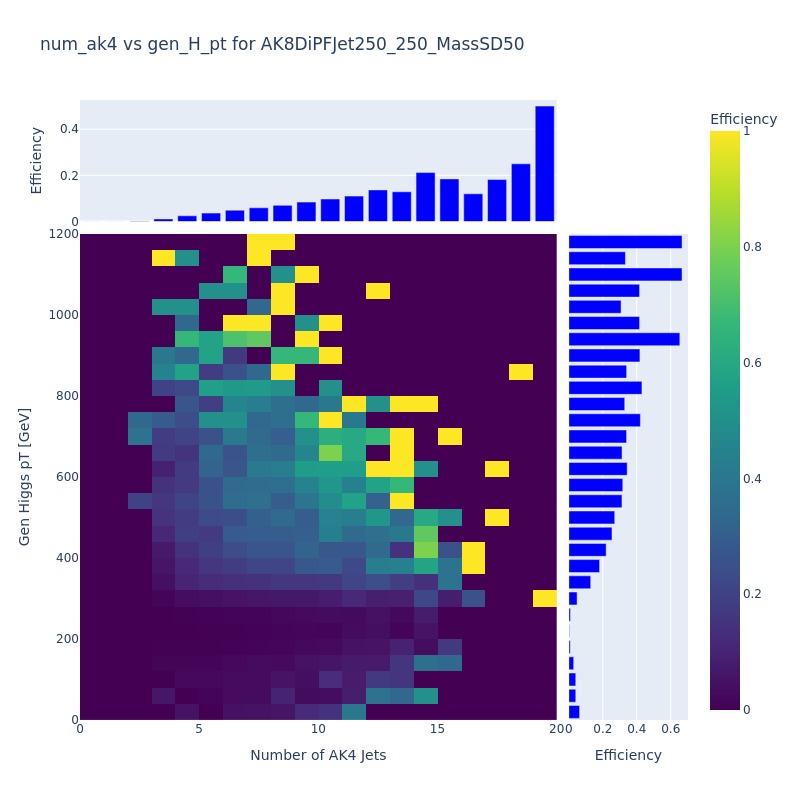 num_ak4 vs gen_H_pt for AK8DiPFJet250_250_MassSD50
Efficiency
0.4
0.2
0
Efficiency
1
0.8
0.6
0.4
0.2
0
Gen Higgs pT [GeV]
1200
1000
800
600
400
200
0
0 5 10 15 20
Number of AK4 Jets
0 0.2 0.4 0.6
Efficiency